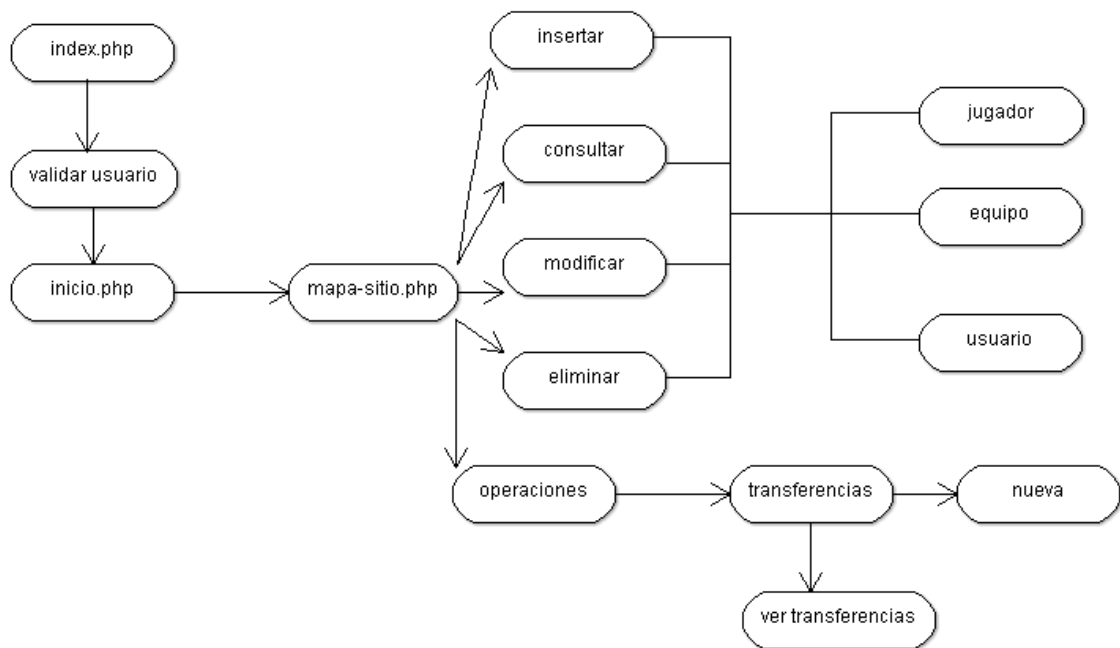 index.php
validar usuario
inicio.php
mapa-sitio.php
insertar
consultar
modificar
eliminar
jugador
equipo
usuario
operaciones
transferencias
nueva
ver transferencias